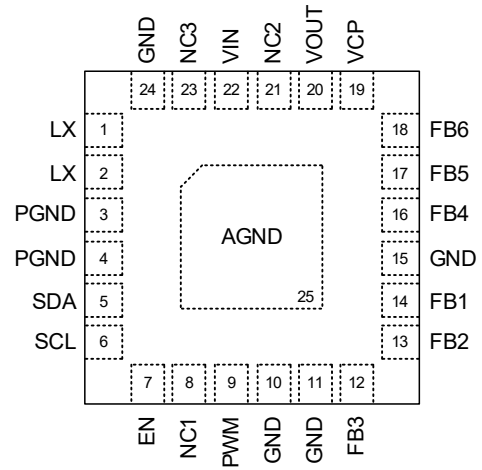 GND NC3 VIN NC2 VOUT VCP
24 23 22 21 20 19
LX 1 18 FB6
LX 2 17 FB5
PGND 3 16 FB4
AGND
PGND 4 15 GND
SDA 5 25 14 FB1
SCL 6 13 FB2
7 8 9 10 11 12
EN NC1 PWM GND GND FB3